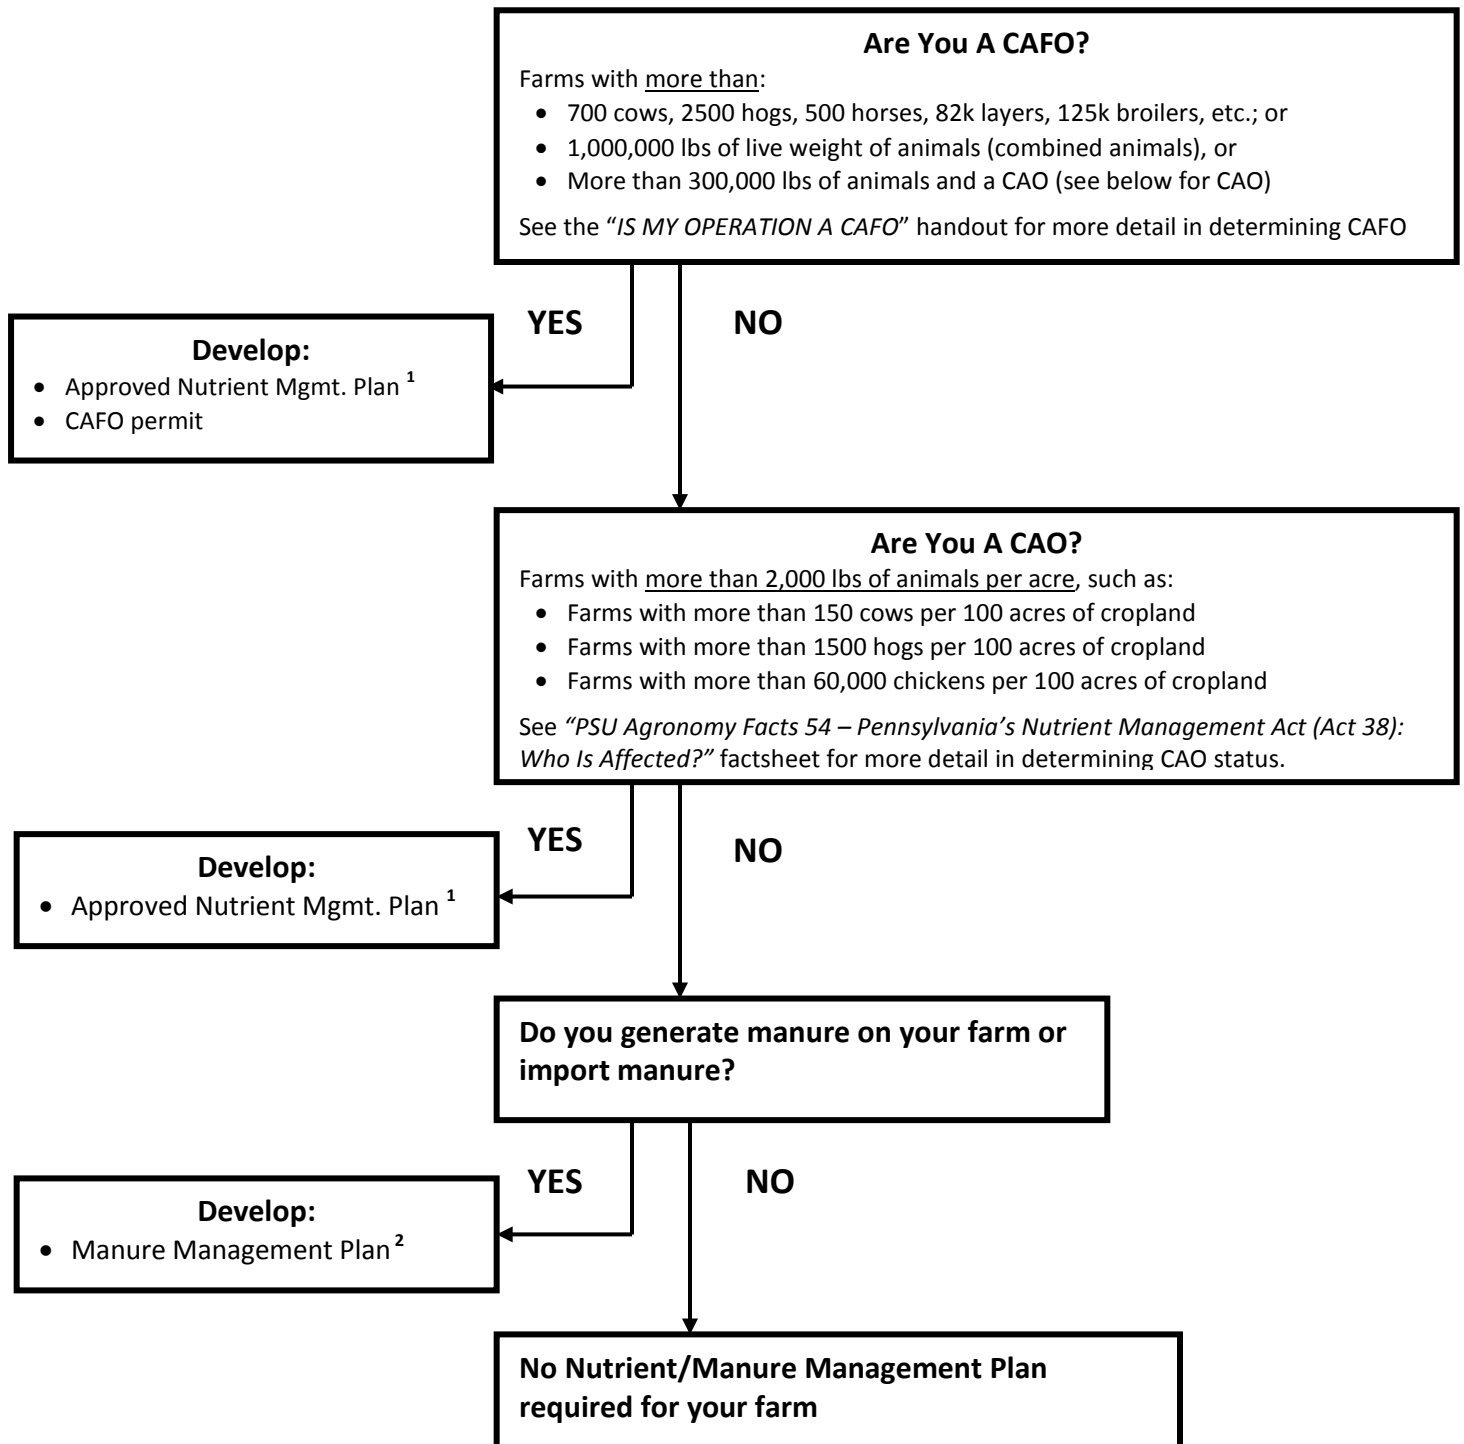 Are You A CAFO?
Farms with more than:
• 700 cows, 2500 hogs, 500 horses, 82k layers, 125k broilers, etc.; or
• 1,000,000 lbs of live weight of animals (combined animals), or
• More than 300,000 lbs of animals and a CAO (see below for CAO)
See the “IS MY OPERATION A CAFO” handout for more detail in determining CAFO
YES
NO
Develop:
• Approved Nutrient Mgmt. Plan 1
• CAFO permit
Are You A CAO?
Farms with more than 2,000 lbs of animals per acre, such as:
• Farms with more than 150 cows per 100 acres of cropland
• Farms with more than 1500 hogs per 100 acres of cropland
• Farms with more than 60,000 chickens per 100 acres of cropland
See “PSU Agronomy Facts 54 – Pennsylvania’s Nutrient Management Act (Act 38):
Who Is Affected?” factsheet for more detail in determining CAO status.
YES
NO
Develop:
• Approved Nutrient Mgmt. Plan 1
Do you generate manure on your farm or
import manure?
YES
NO
Develop:
• Manure Management Plan 2
No Nutrient/Manure Management Plan
required for your farm